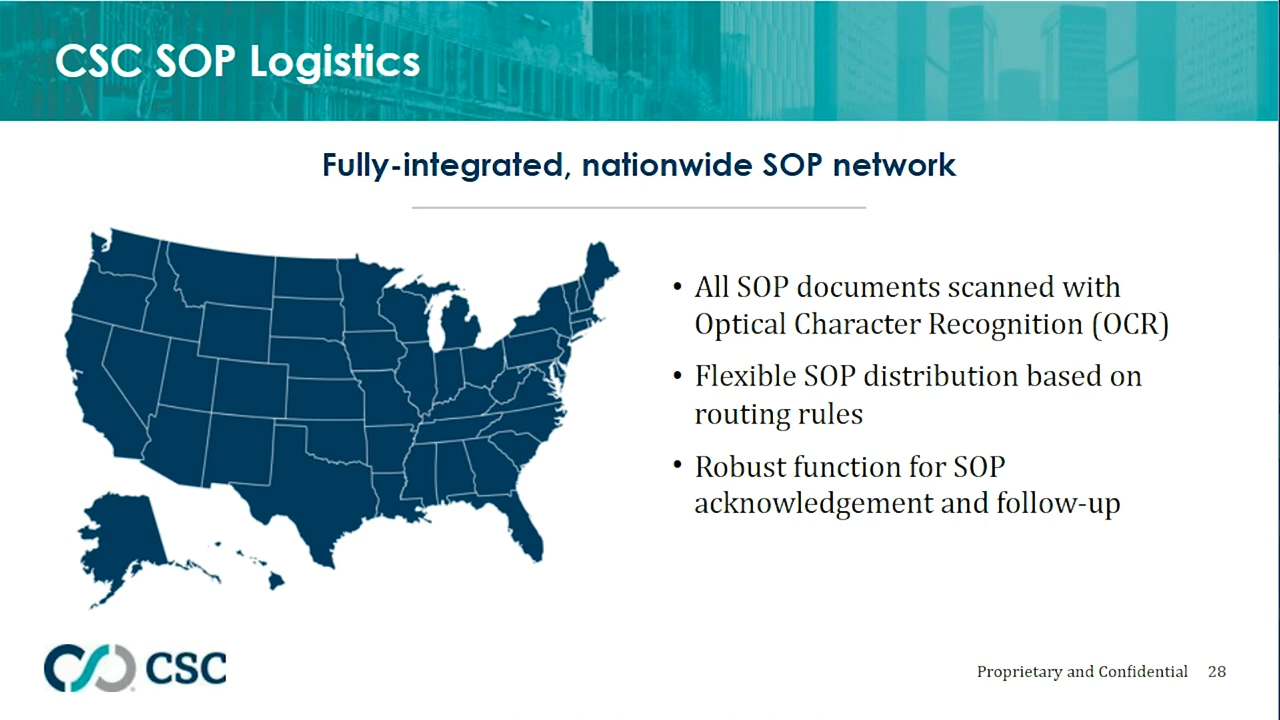 CSC SOP Logistics
Fully-integrated, nationwide SOP network
• All SOP documents scanned with
Optical Character Recognition (OCR)
• Flexible SOP distribution based on
routing rules
• Robust function for SOP
acknowledgement and follow-up
CSC
Proprietary and Confidential 28